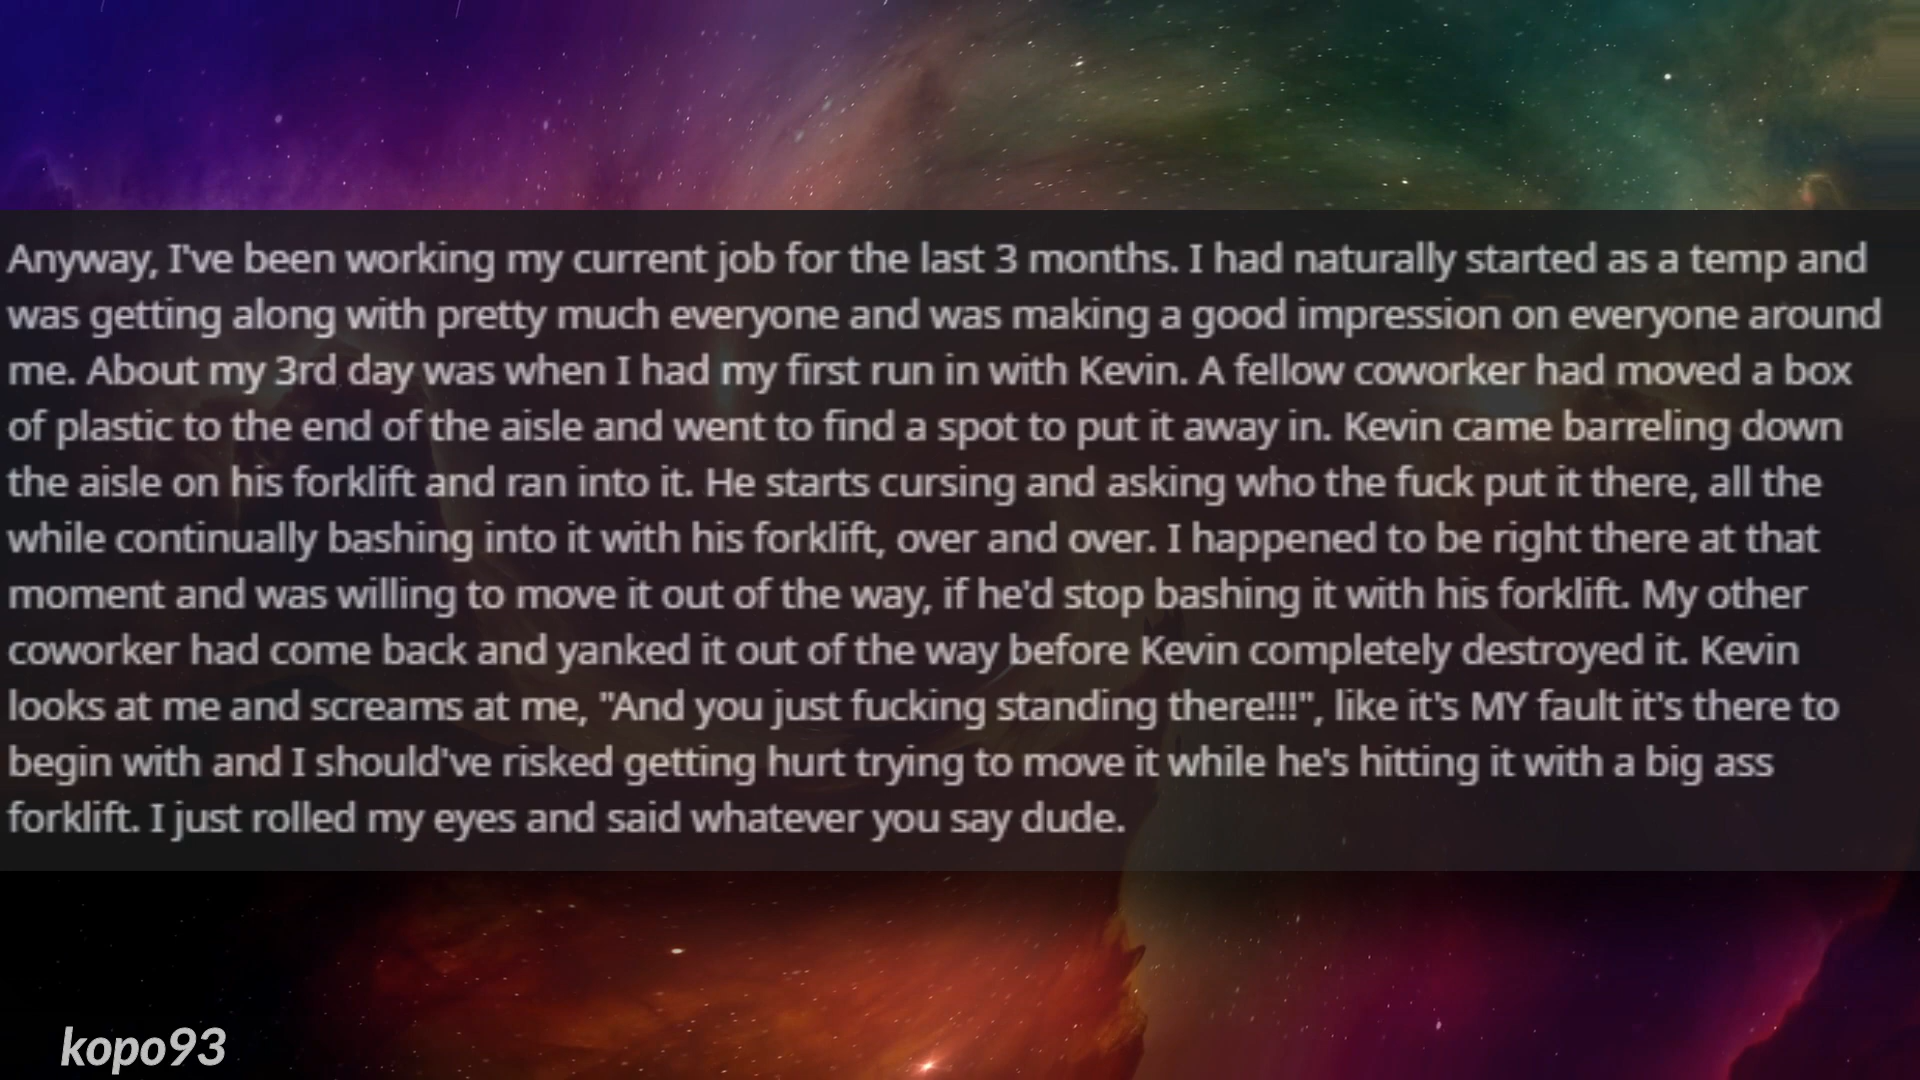 Anyway, I've been working my current job for the last 3 months. I had naturally started as a temp and
was getting along with pretty much everyone and was making a good impression on everyone around
me. About my 3rd day was when I had my first run in with Kevin. A fellow coworker had moved a box
of plastic to the end of the aisle and went to find a spot to put it away in. Kevin came barreling down
the aisle on his forklift and ran into it. He starts cursing and asking who the fuck put it there, all the
while continually bashing into it with his forklift, over and over. I happened to be right there at that
moment and was willing to move it out of the way, if he'd stop bashing it with his forklift. My other
coworker had come back and yanked it out of the way before Kevin completely destroyed it. Kevin
looks at me and screams at me, "And you just fucking standing there!!!", like it's MY fault it's there to
begin with and I should've risked getting hurt trying to move it while he's hitting it with a big ass
forklift. I just rolled my eyes and said whatever you say dude.
kopo93